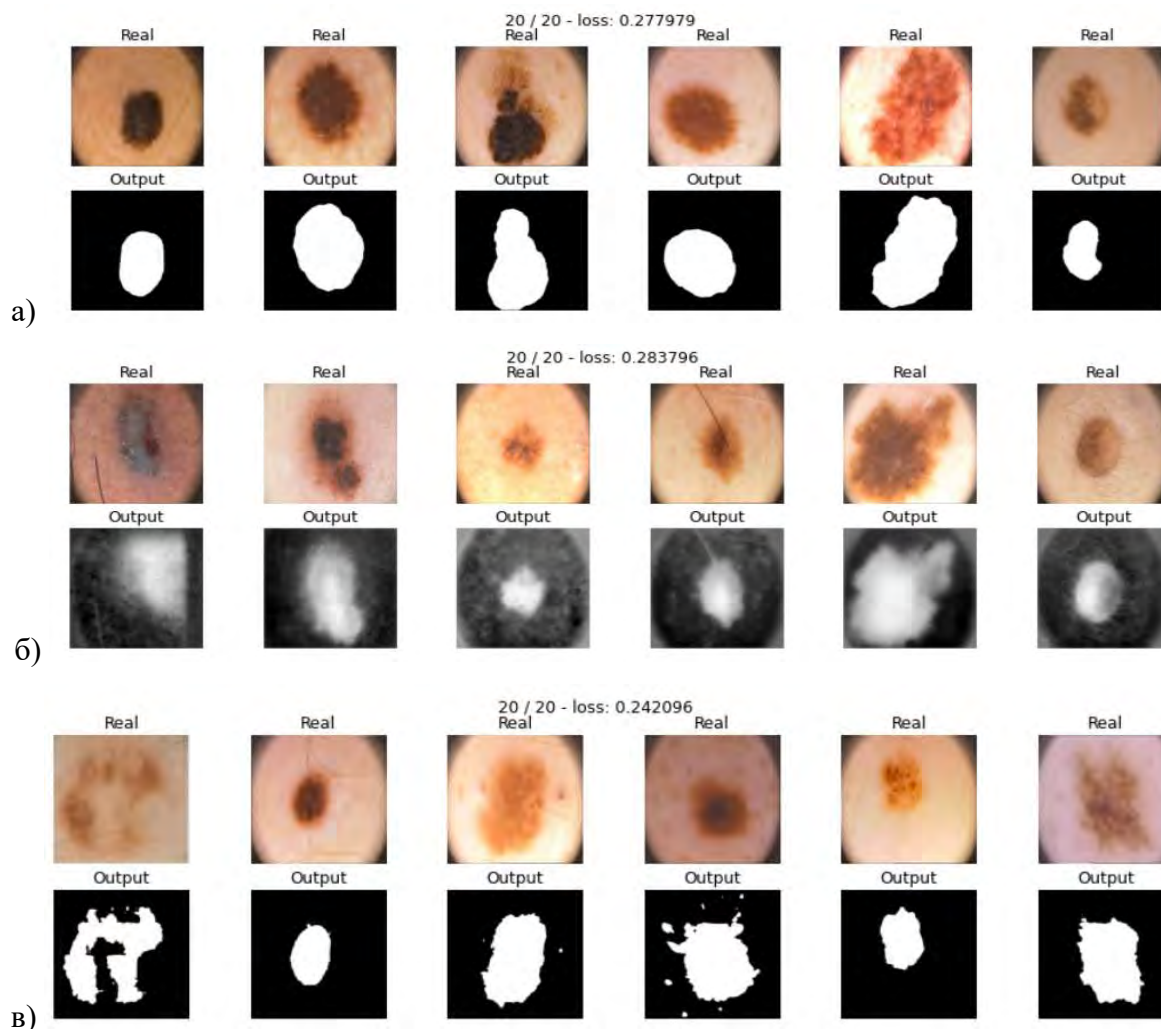 20 / 20 - loss: 0.277979
Real Real Real Real Real Real
Output Output Output Output Output Output
а)
20 / 20 - loss: 0.283796
Real Real Real Real Real Real
Output Output Output Output Output Output
б)
20 / 20 - loss: 0.242096
Real Real Real Real Real Real
Output Output Output Output Output Output
в)